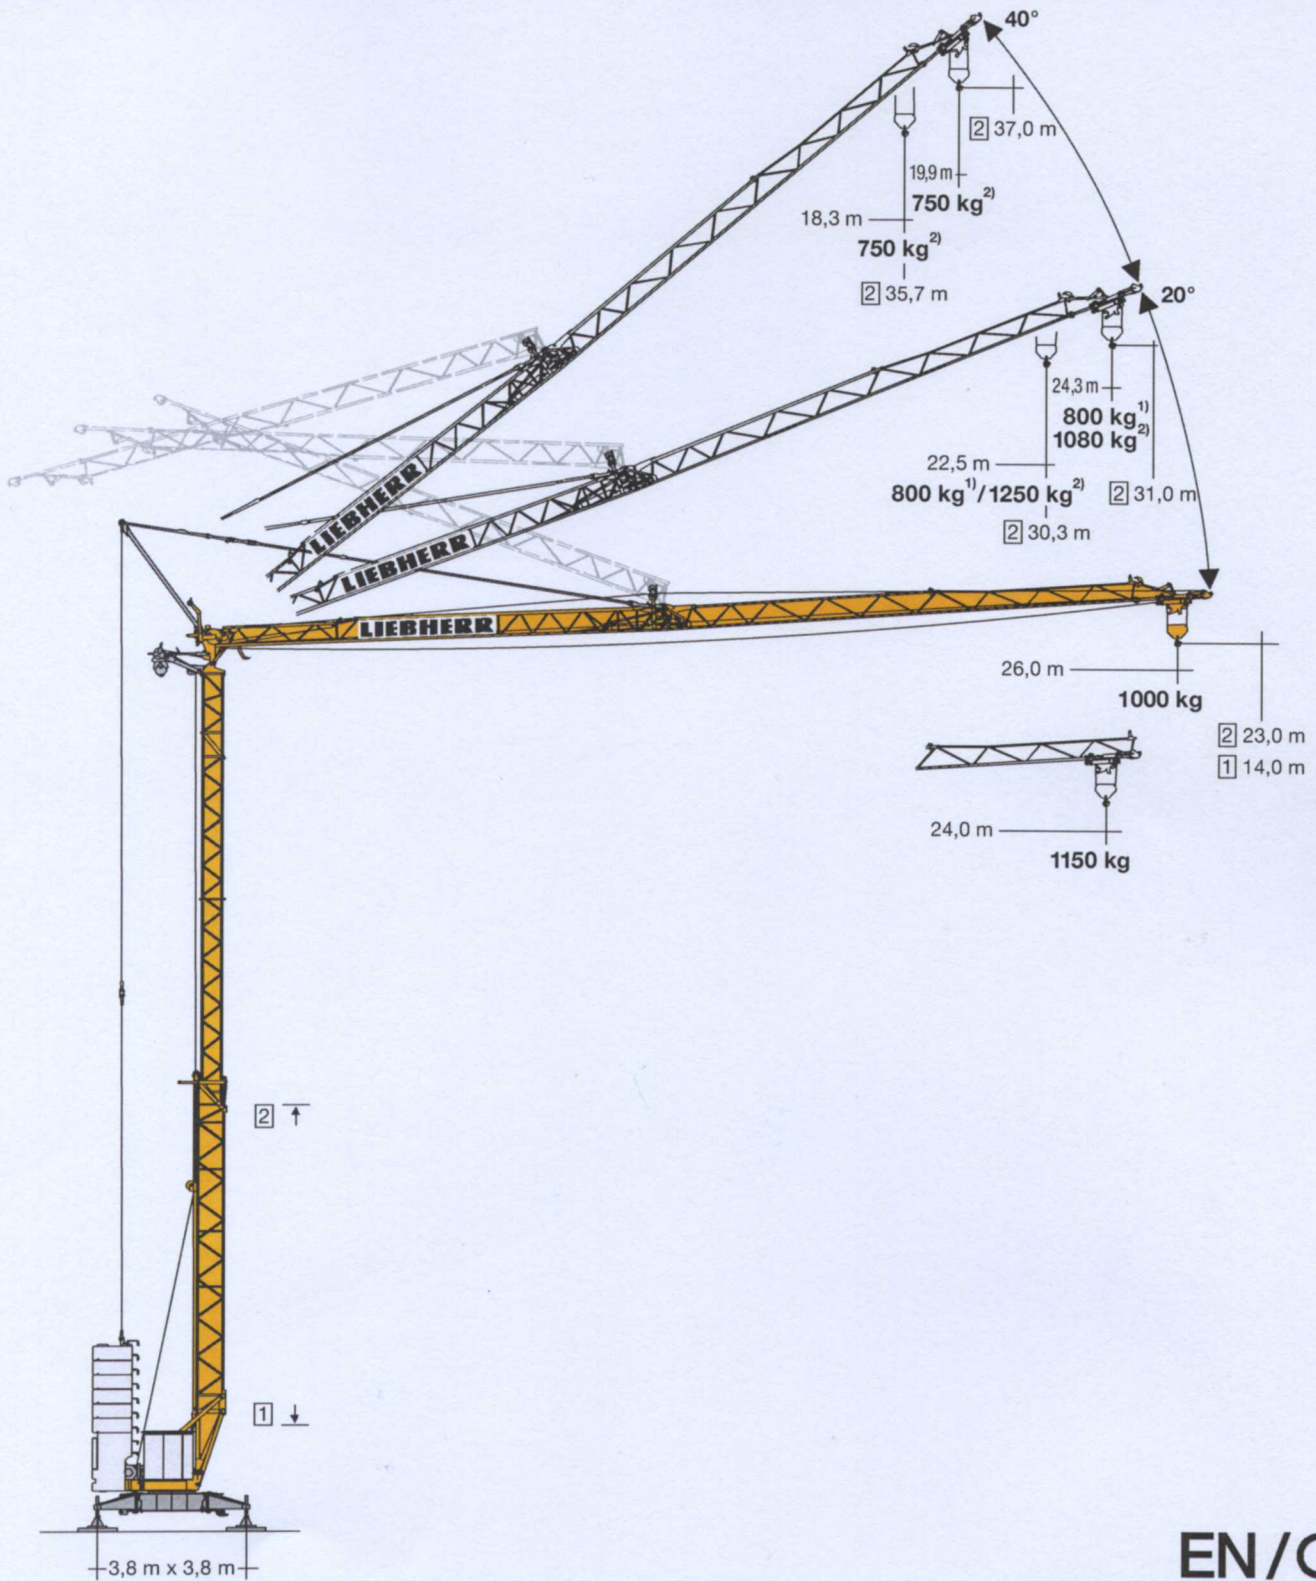 40°
2 37,0 m
19,9 m
750 kg2)
18,3 m
750 kg2)
2 35,7 m
20°
24,3 m
800 kg1)
1080 kg2)
22,5 m
800 kg1)/1250 kg2)
2 31,0 m
2 30,3 m
LIEBHERR
LIEBHERR
LIEBHERR
26,0 m
1000 kg
2 23,0 m
1 14,0 m
24,0 m
1150 kg
2
1
3,8 m x 3,8 m
EN/